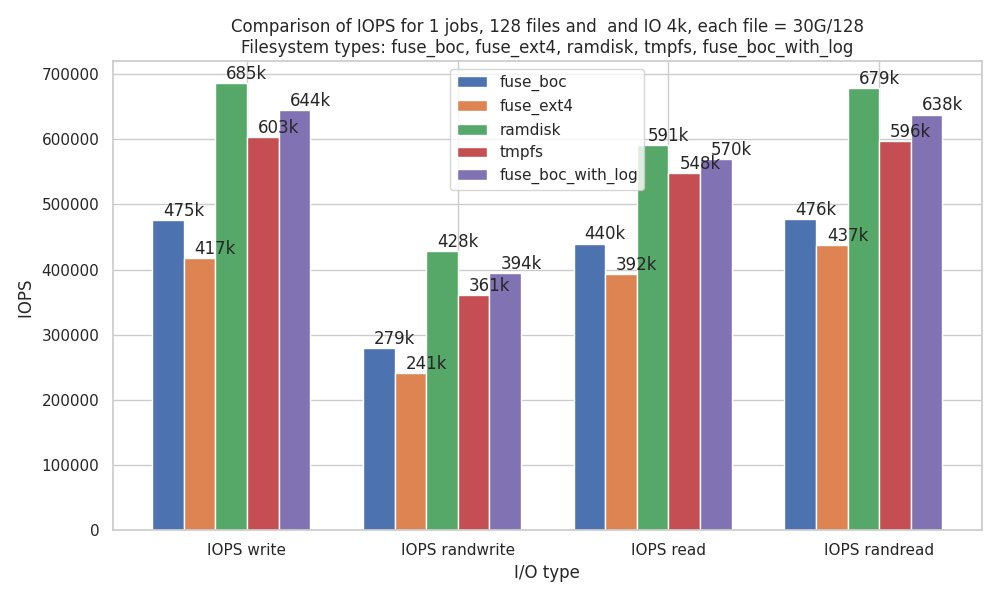 Comparison of IOPS for 1 jobs, 128 files and  and IO 4k, each file = 30G/128
Filesystem types: fuse_boc, fuse_ext4, ramdisk, tmpfs, fuse_boc_with_log
700000
600000
500000
400000
300000
200000
100000
0
IOPS
fuse_boc
fuse_ext4
ramdisk
tmpfs
fuse_boc_with_log
475k
417k
685k
603k
644k
279k
241k
428k
361k
394k
440k
392k
591k
548k
570k
476k
437k
679k
596k
638k
IOPS write
IOPS randwrite
IOPS read
IOPS randread
I/O type